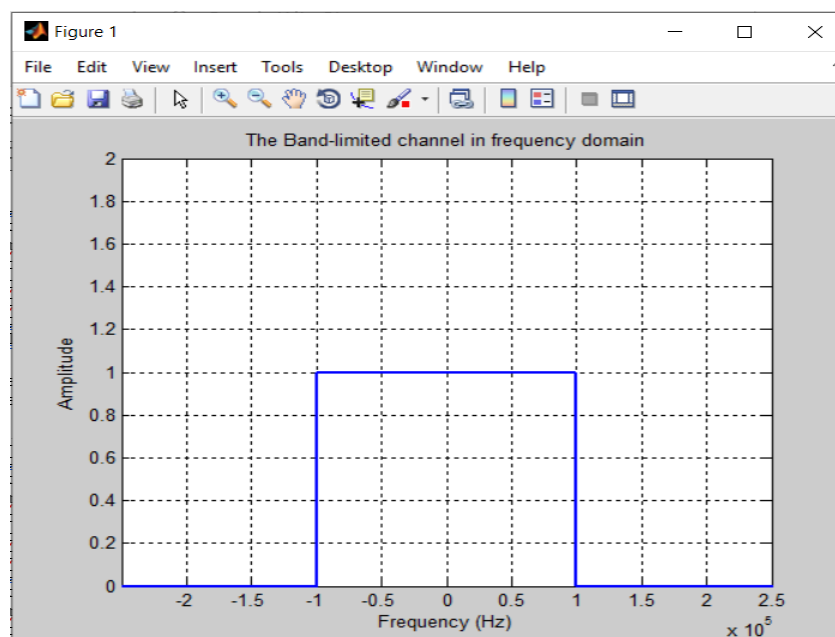 Figure 1
File Edit View Insert Tools Desktop Window Help
The Band-limited channel in frequency domain
2
1.8
1.6
1.4
1.2
1
0.8
0.6
0.4
0.2
0
Amplitude
-2 -1.5 -1 -0.5 0 0.5 1 1.5 2 2.5
Frequency (Hz)
x 10^5